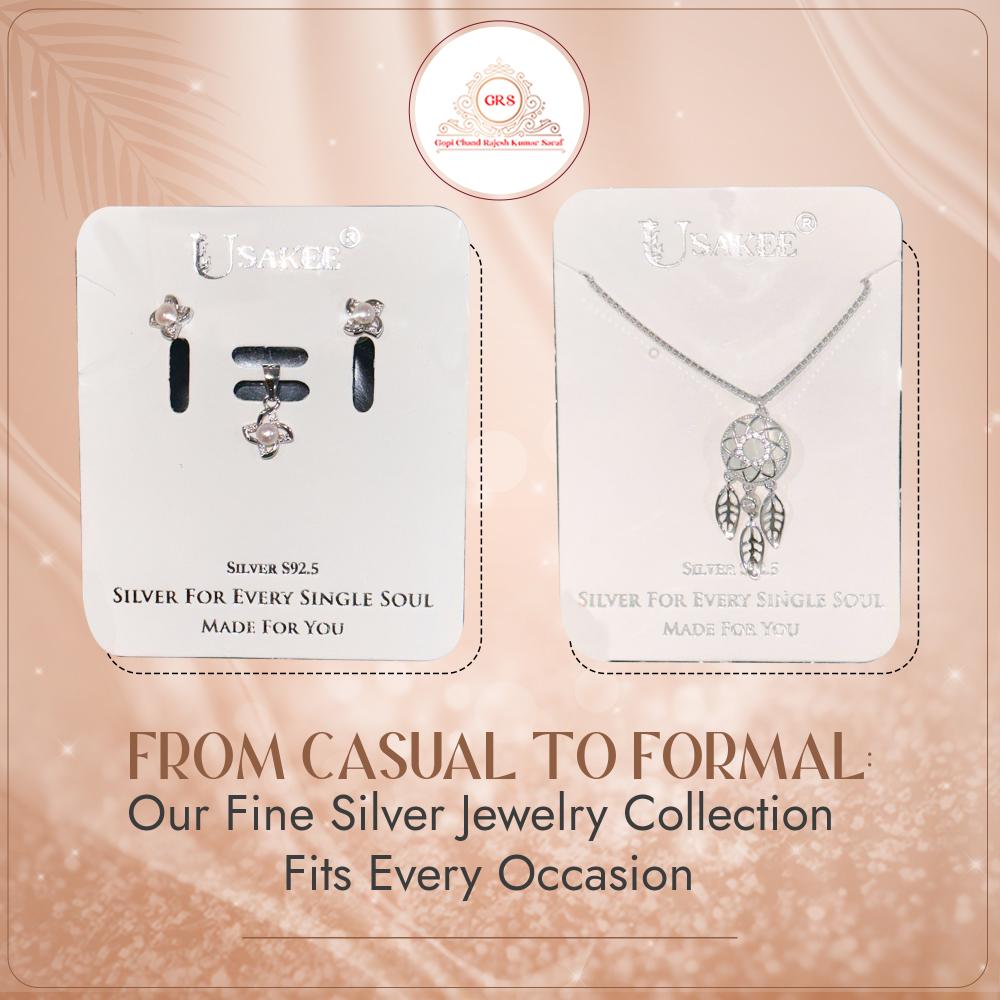 GRS
Gopi Chand Rajesh Kumar Saraf
USAKEE®
SILVER S92.5
SILVER FOR EVERY SINGLE SOUL
MADE FOR YOU
USAKEE®
SILVER
SILVER FOR EVERY SINGLE SOUL
MADE FOR YOU
FROM CASUAL TO FORMAL:
Our Fine Silver Jewelry Collection
Fits Every Occasion